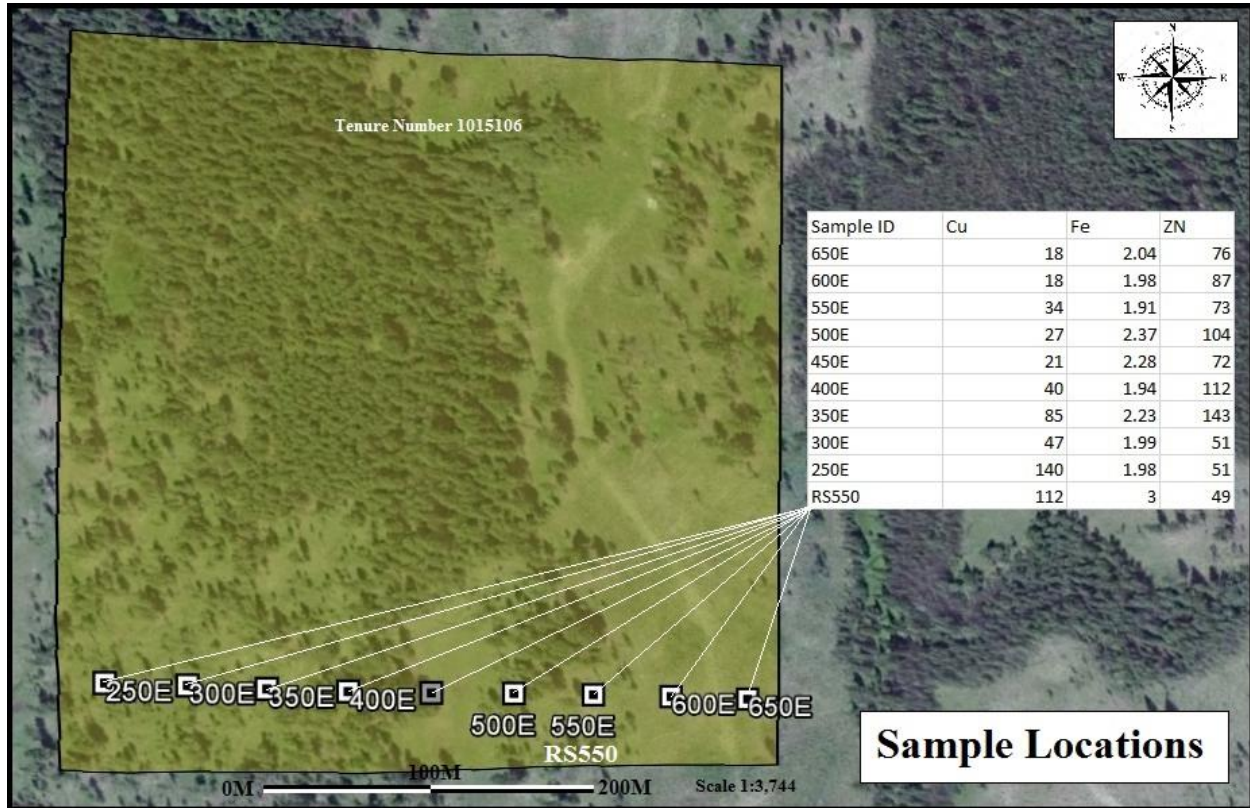 N
W E
S
Tenure Number 1015106
Sample ID Cu Fe ZN
650E 18 2.04 76
600E 18 1.98 87
550E 34 1.91 73
500E 27 2.37 104
450E 21 2.28 72
400E 40 1.94 112
350E 85 2.23 143
300E 47 1.99 51
250E 140 1.98 51
RS550 112 3 49
250E 300E 350E 400E 600E 650E
500E 550E
RS550
Sample Locations
0M 100M 200M Scale 1:3,744